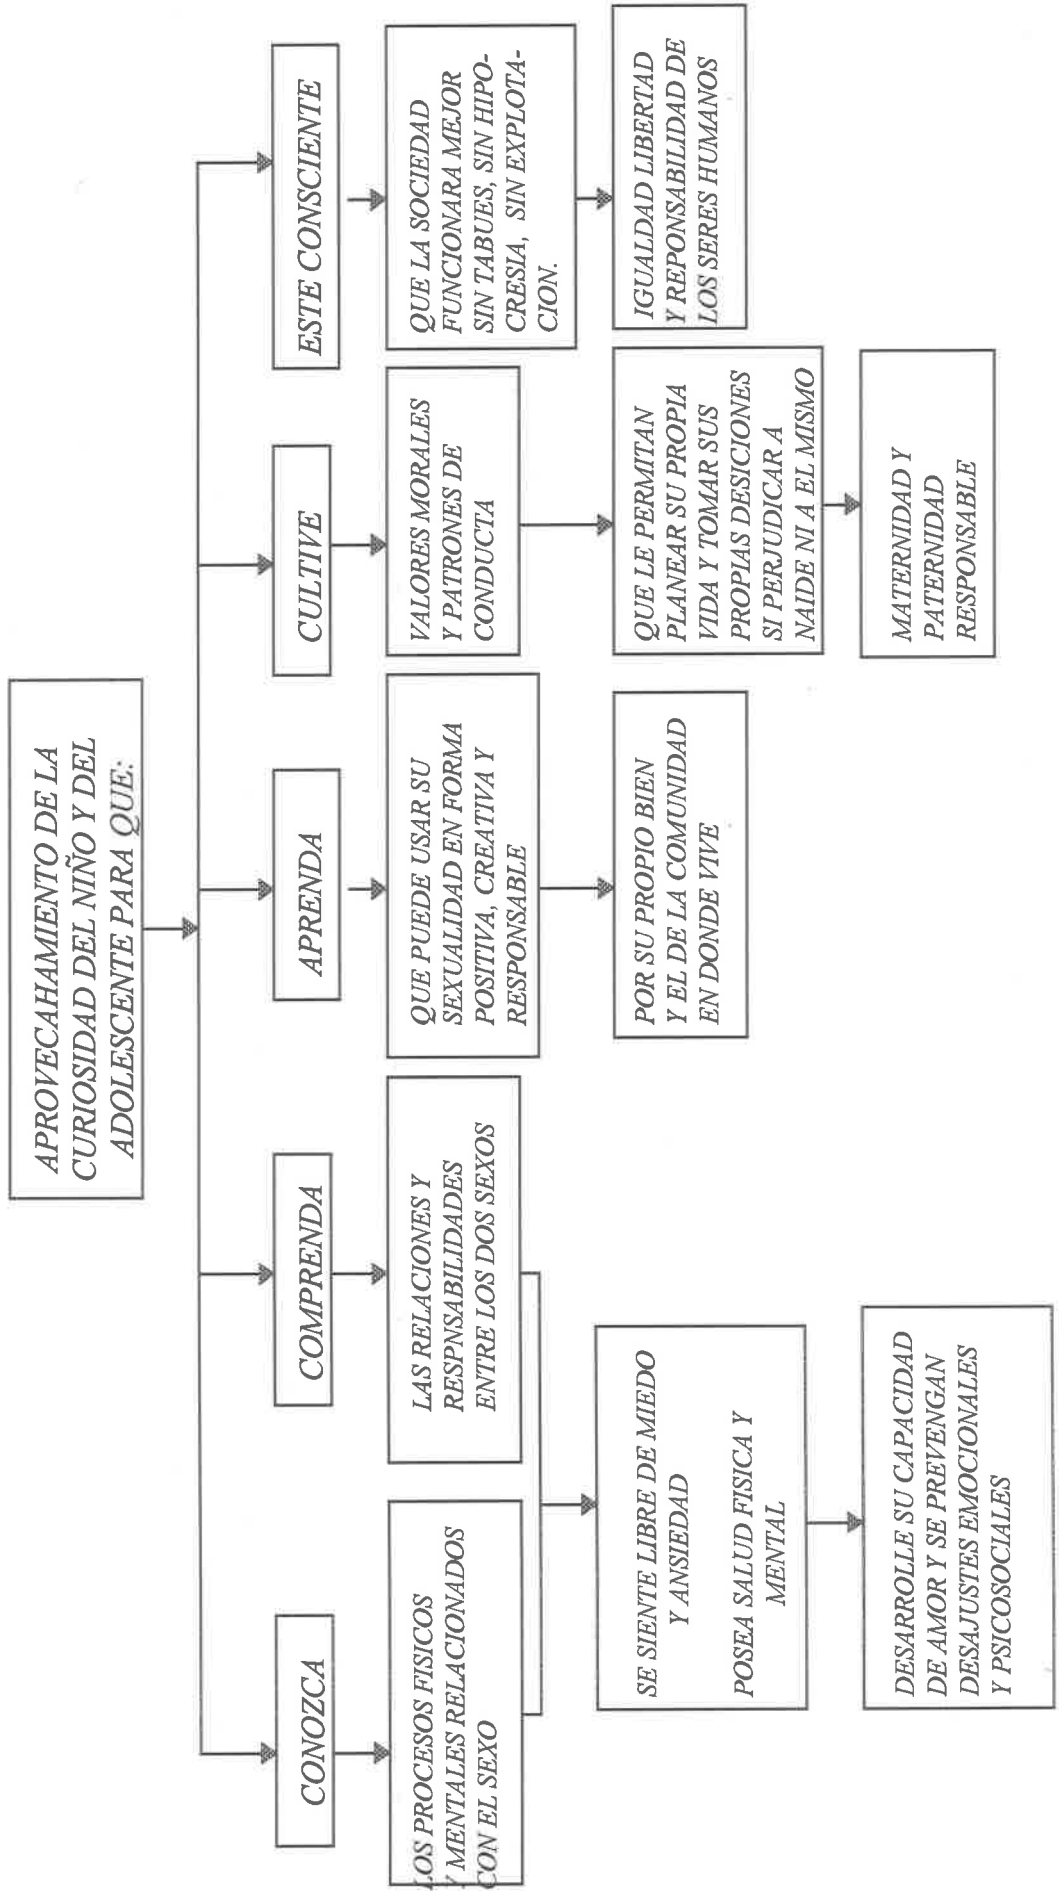 APROVECAHAMIENTO DE LA
CURIOSIDAD DEL NIÑO Y DEL
ADOLESCENTE PARA QUE:
CONOZCA
COMPRENDA
APRENDA
CULTIVE
ESTE CONSCIENTE
LOS PROCESOS FISICOS
Y MENTALES RELACIONADOS
CON EL SEXO
LAS RELACIONES Y
RESPNSABILIDADES
ENTRE LOS DOS SEXOS
QUE PUEDE USAR SU
SEXUALIDAD EN FORMA
POSITIVA, CREATIVA Y
RESPONSABLE
VALORES MORALES
Y PATRONES DE
CONDUCTA
QUE LA SOCIEDAD
FUNCIONARA MEJOR
SIN TABUES, SIN HIPO-
CRESIA, SIN EXPLOTA-
CION.
SE SIENTE LIBRE DE MIEDO
Y ANSIEDAD
POSEA SALUD FISICA Y
MENTAL
POR SU PROPIO BIEN
Y EL DE LA COMUNIDAD
EN DONDE VIVE
QUE LE PERMITAN
PLANEAR SU PROPIA
VIDA Y TOMAR SUS
PROPIAS DESICIONES
SI PERJUDICAR A
NAIDE NI A EL MISMO
IGUALDAD LIBERTAD
Y REPONSABILIDAD DE
LOS SERES HUMANOS
DESARROLLE SU CAPACIDAD
DE AMOR Y SE PREVENGAN
DESAJUSTES EMOCIONALES
Y PSICOSOCIALES
MATERNIDAD Y
PATERNIDAD
RESPONSABLE